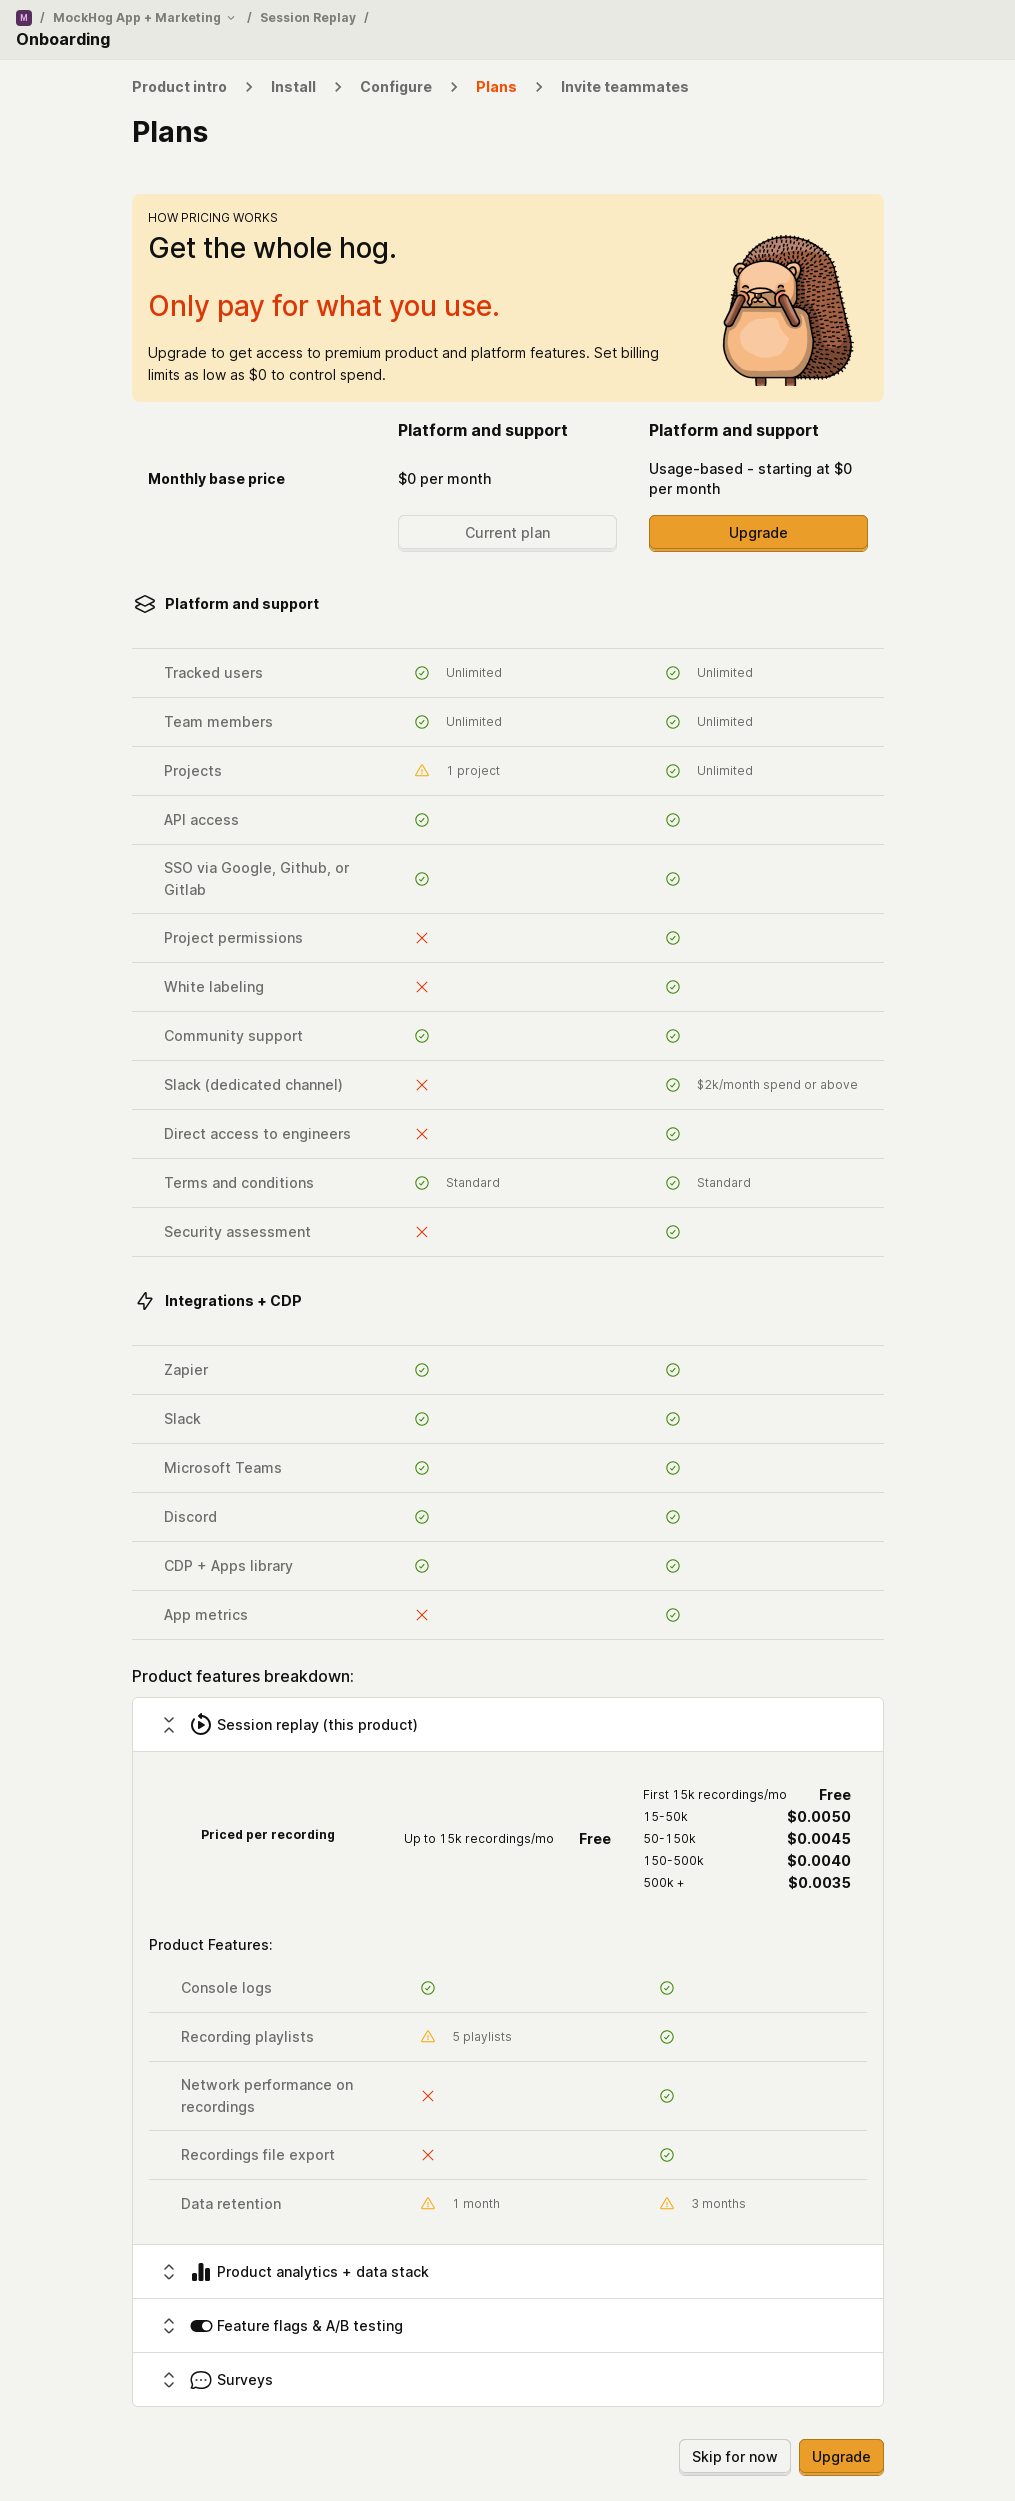 M / MockHog App + Marketing / Session Replay /
Onboarding
Product intro Install Configure Plans Invite teammates
Plans
HOW PRICING WORKS
Get the whole hog.
Only pay for what you use.
Upgrade to get access to premium product and platform features. Set billing
limits as low as $0 to control spend.
Platform and support Platform and support
Monthly base price $0 per month Usage-based - starting at $0
per month
Current plan Upgrade
Platform and support
Tracked users Unlimited Unlimited
Team members Unlimited Unlimited
Projects 1 project Unlimited
API access
SSO via Google, Github, or
Gitlab
Project permissions
White labeling
Community support
Slack (dedicated channel) $2k/month spend or above
Direct access to engineers
Terms and conditions Standard Standard
Security assessment
Integrations + CDP
Zapier
Slack
Microsoft Teams
Discord
CDP + Apps library
App metrics
Product features breakdown:
Session replay (this product)
Priced per recording
Up to 15k recordings/mo Free
First 15k recordings/mo Free
15-50k $0.0050
50-150k $0.0045
150-500k $0.0040
500k + $0.0035
Product Features:
Console logs
Recording playlists 5 playlists
Network performance on
recordings
Recordings file export
Data retention 1 month 3 months
Product analytics + data stack
Feature flags & A/B testing
Surveys
Skip for now Upgrade